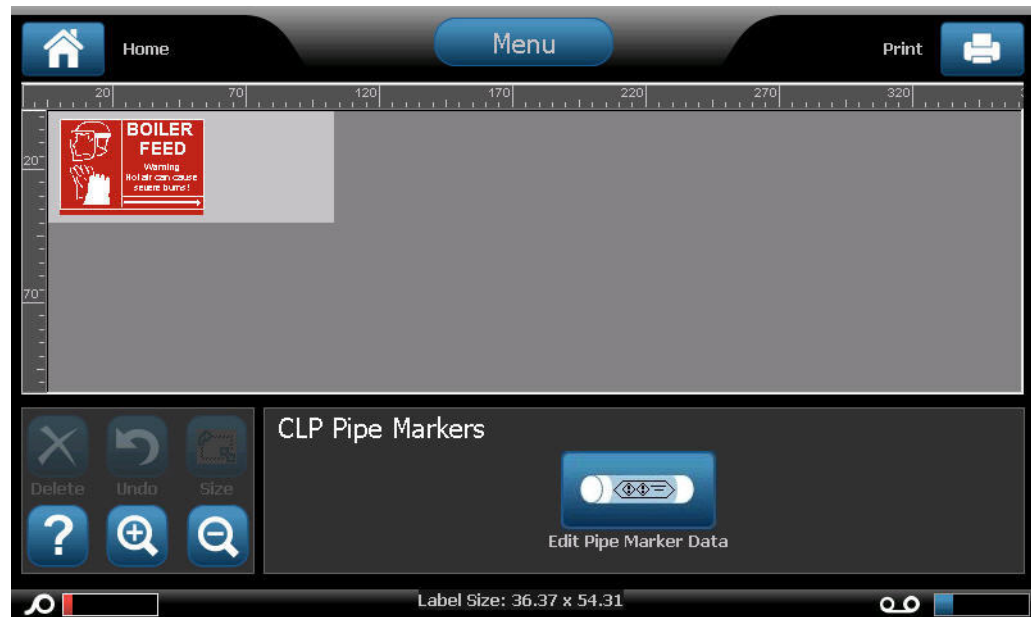 Home
Menu
Print
20 70 120 170 220 270 320
20
70
BOILER
FEED
Warning
Hot air can cause
severe burns!
CLP Pipe Markers
Delete Undo Size
?
Edit Pipe Marker Data
Label Size: 36.37 x 54.31